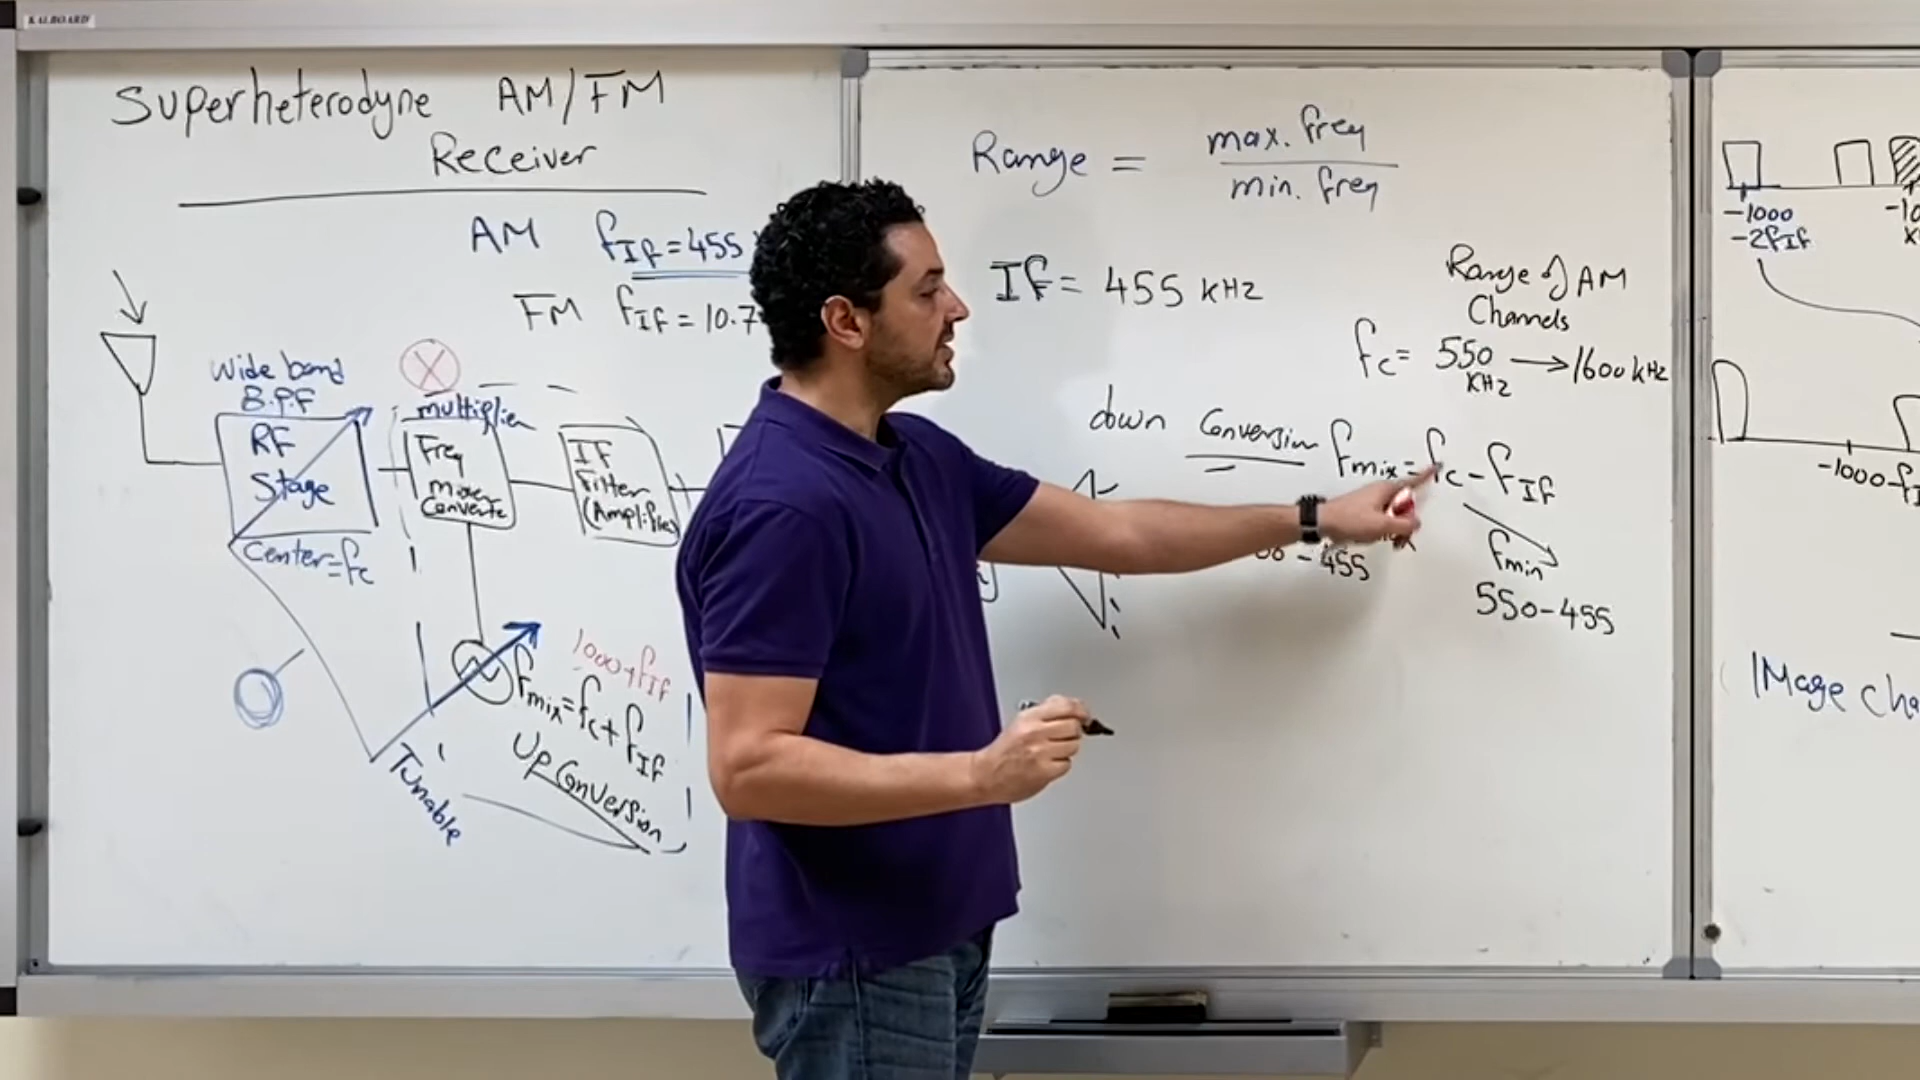 Superheterodyne AM/FM
Receiver
AM fIf = 455
FM fIf = 10.7
Wide band
B.P.F
RF
Stage
Center = fc
X
multiplier
Freq
mixer
Converte
IF
Filter
(Amplifier)
1000+fIf
fmix = fc + fIf
Up Conversion
Tunable
Range = max. freq
min. freq
If = 455 kHz
Range of AM
Channels
fc = 550 → 1600 kHz
KHz
down Conversion fmix = fc - fIf
- 455
fmin
550-455
-1000
-2fIf
-1000-fI
IMage Cha